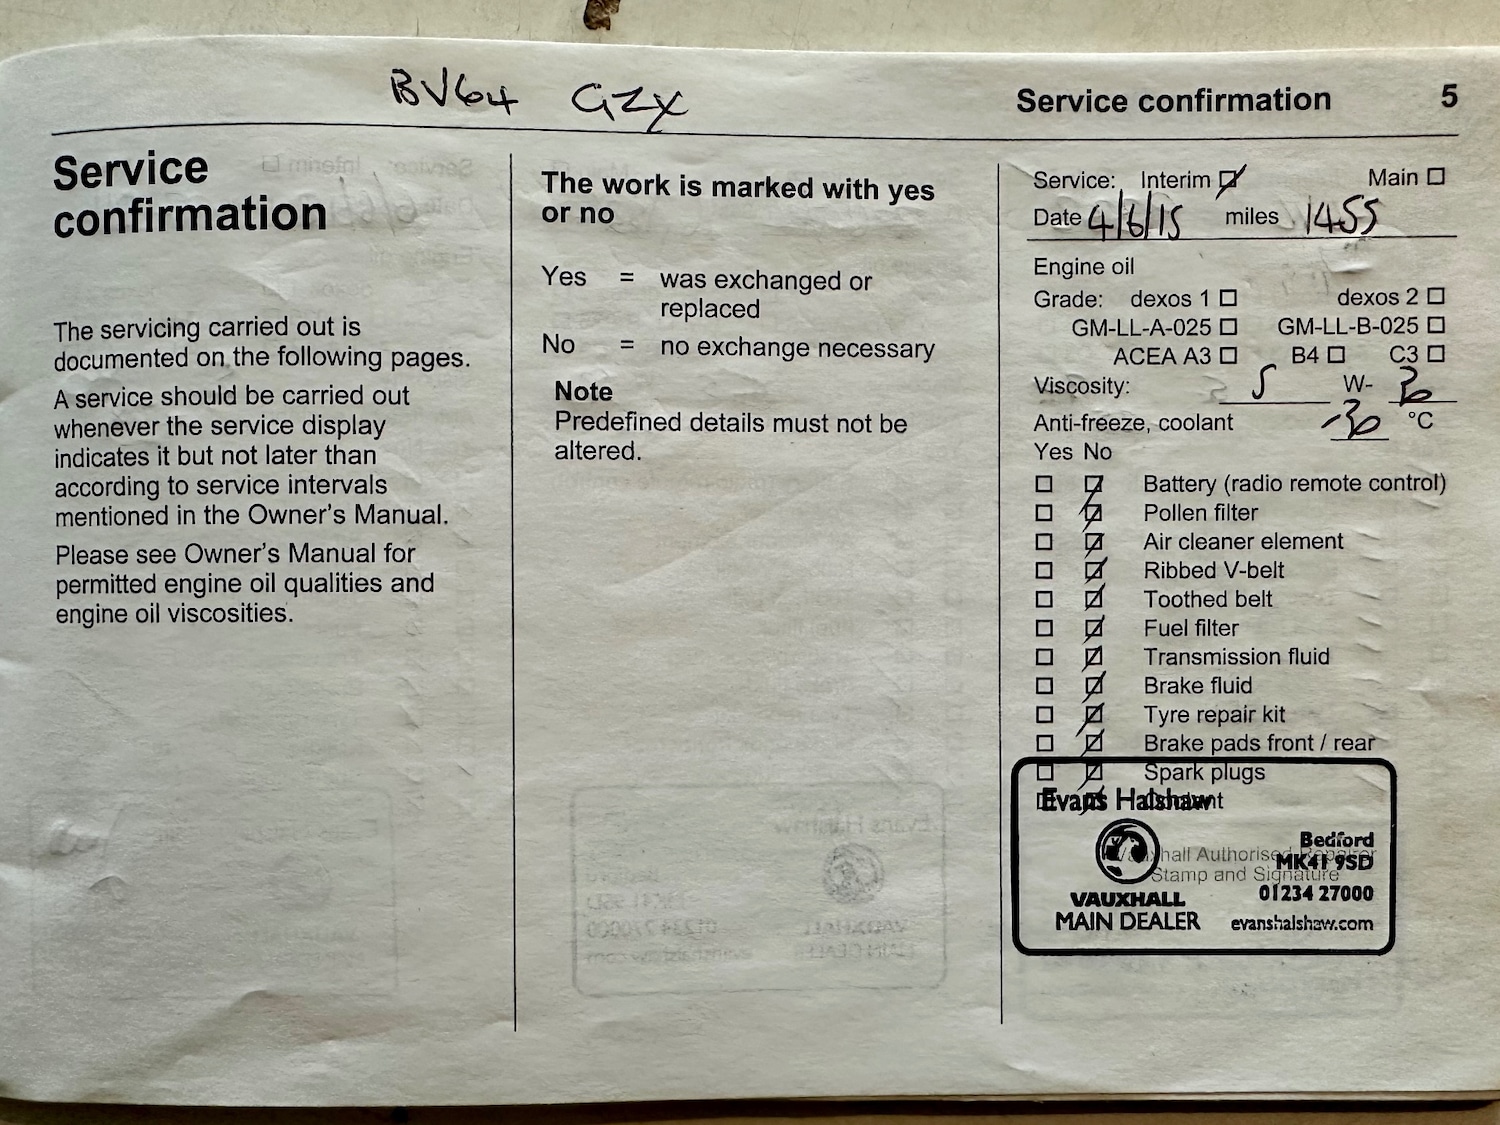 BV64 GZX
Service confirmation 5
Service
confirmation
The servicing carried out is
documented on the following pages.
A service should be carried out
whenever the service display
indicates it but not later than
according to service intervals
mentioned in the Owner's Manual.
Please see Owner's Manual for
permitted engine oil qualities and
engine oil viscosities.
The work is marked with yes
or no
Yes = was exchanged or
replaced
No = no exchange necessary
Note
Predefined details must not be
altered.
Service: Interim Main
Date 4/6/15 miles 1455
Engine oil
Grade: dexos 1 dexos 2
GM-LL-A-025 GM-LL-B-025
ACEA A3 B4 C3
Viscosity: 5 W- 30
Anti-freeze, coolant -30 °C
Yes No
Battery (radio remote control)
Pollen filter
Air cleaner element
Ribbed V-belt
Toothed belt
Fuel filter
Transmission fluid
Brake fluid
Tyre repair kit
Brake pads front / rear
Spark plugs
Coolant
Evans Halshaw
Vauxhall Authorised Repairer
Stamp and Signature
Bedford
MK41 9SD
01234 27000
VAUXHALL
MAIN DEALER
evanshalshaw.com